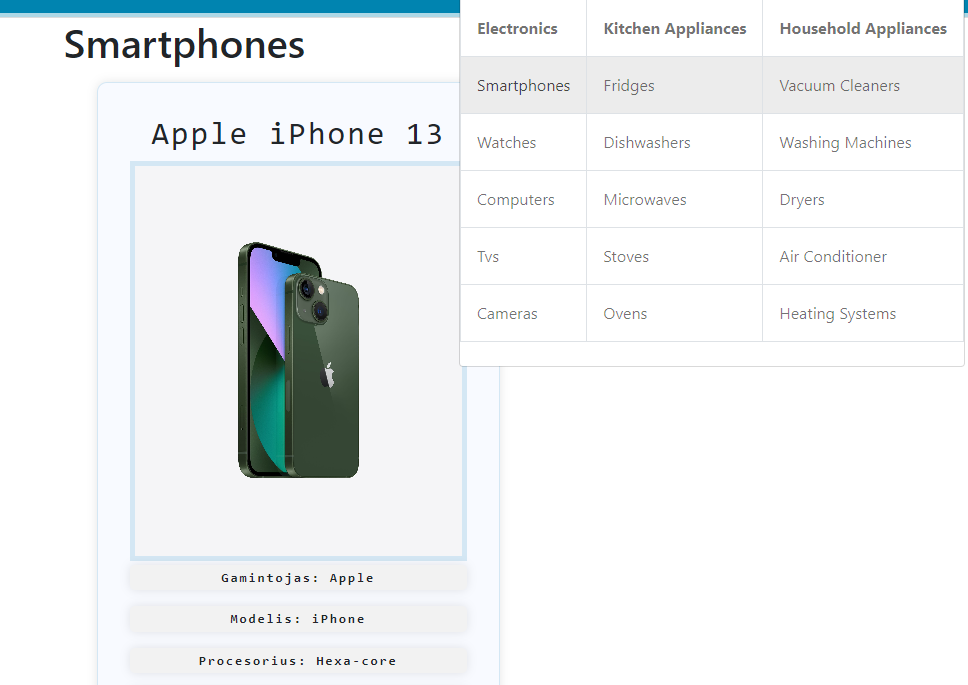 Smartphones
Apple iPhone 13
Gamintojas: Apple
Modelis: iPhone
Procesorius: Hexa-core
Electronics Kitchen Appliances Household Appliances
Smartphones Fridges Vacuum Cleaners
Watches Dishwashers Washing Machines
Computers Microwaves Dryers
Tvs Stoves Air Conditioner
Cameras Ovens Heating Systems